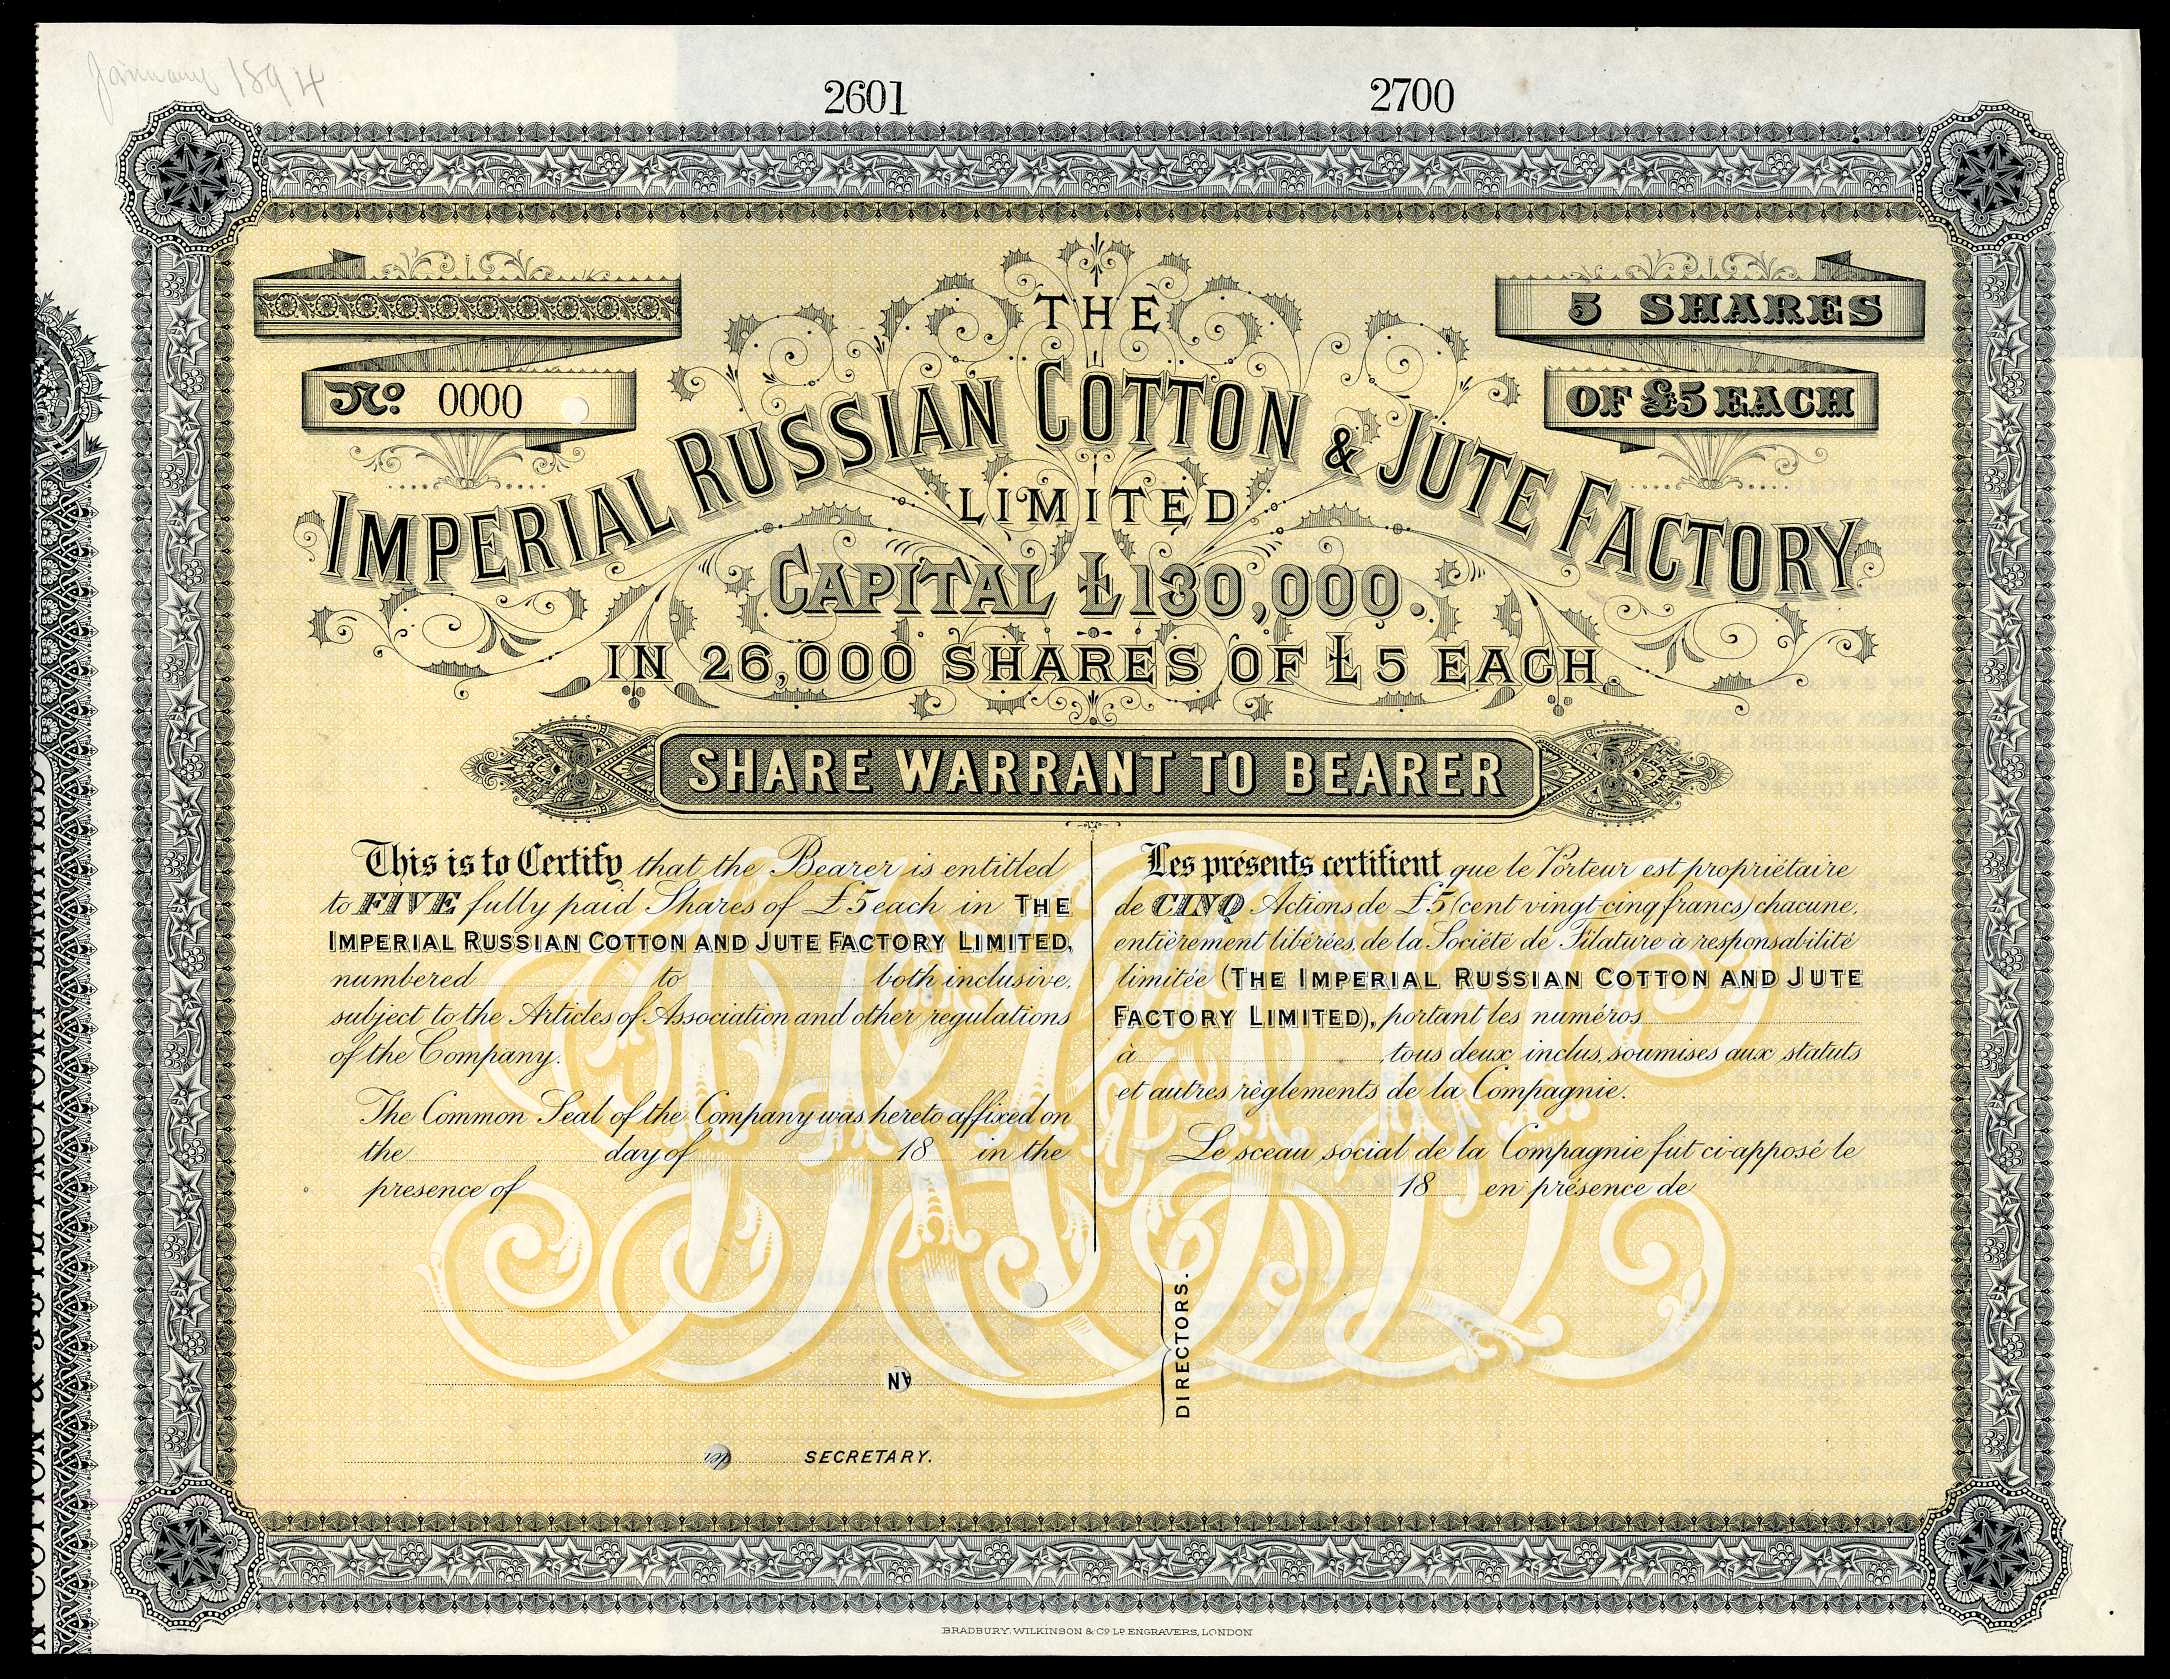 January 1894
2601 2700
No. 0000
5 SHARES
OF £5 EACH
THE
IMPERIAL RUSSIAN COTTON & JUTE FACTORY
LIMITED
CAPITAL £130,000.
IN 26,000 SHARES OF £5 EACH.
SHARE WARRANT TO BEARER
This is to Certify that the Bearer is entitled
to FIVE fully paid Shares of £5 each in THE
IMPERIAL RUSSIAN COTTON AND JUTE FACTORY LIMITED,
numbered to both inclusive,
subject to the Articles of Association and other regulations
of the Company.
The Common Seal of the Company was hereto affixed on
the day of 18 in the
presence of
Les présents certifient que le Porteur est propriétaire
de CINQ Actions de £5 (cent vingt-cinq francs) chacune,
entièrement libérées, de la Société de Filature à responsabilité
limitée (THE IMPERIAL RUSSIAN COTTON AND JUTE
FACTORY LIMITED), portant les numéros
à tous deux inclus, soumises aux statuts
et autres règlements de la Compagnie.
Le sceau social de la Compagnie fut ci-apposé le
18 en présence de
DIRECTORS.
SECRETARY.
BRADBURY, WILKINSON & Co. Ld. ENGRAVERS, LONDON